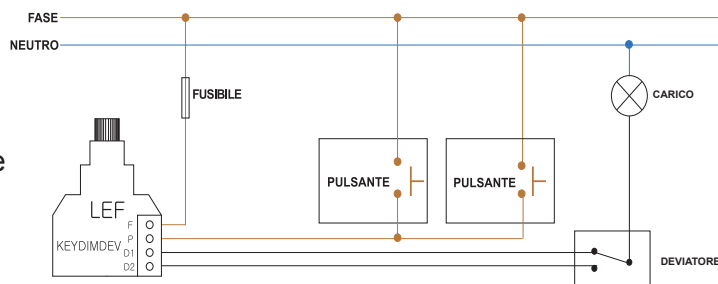 FASE
NEUTRO
FUSIBILE
CARICO
PULSANTE
PULSANTE
e
LEF
KEYDIMDEV
F
P
D1
D2
DEVIATORE